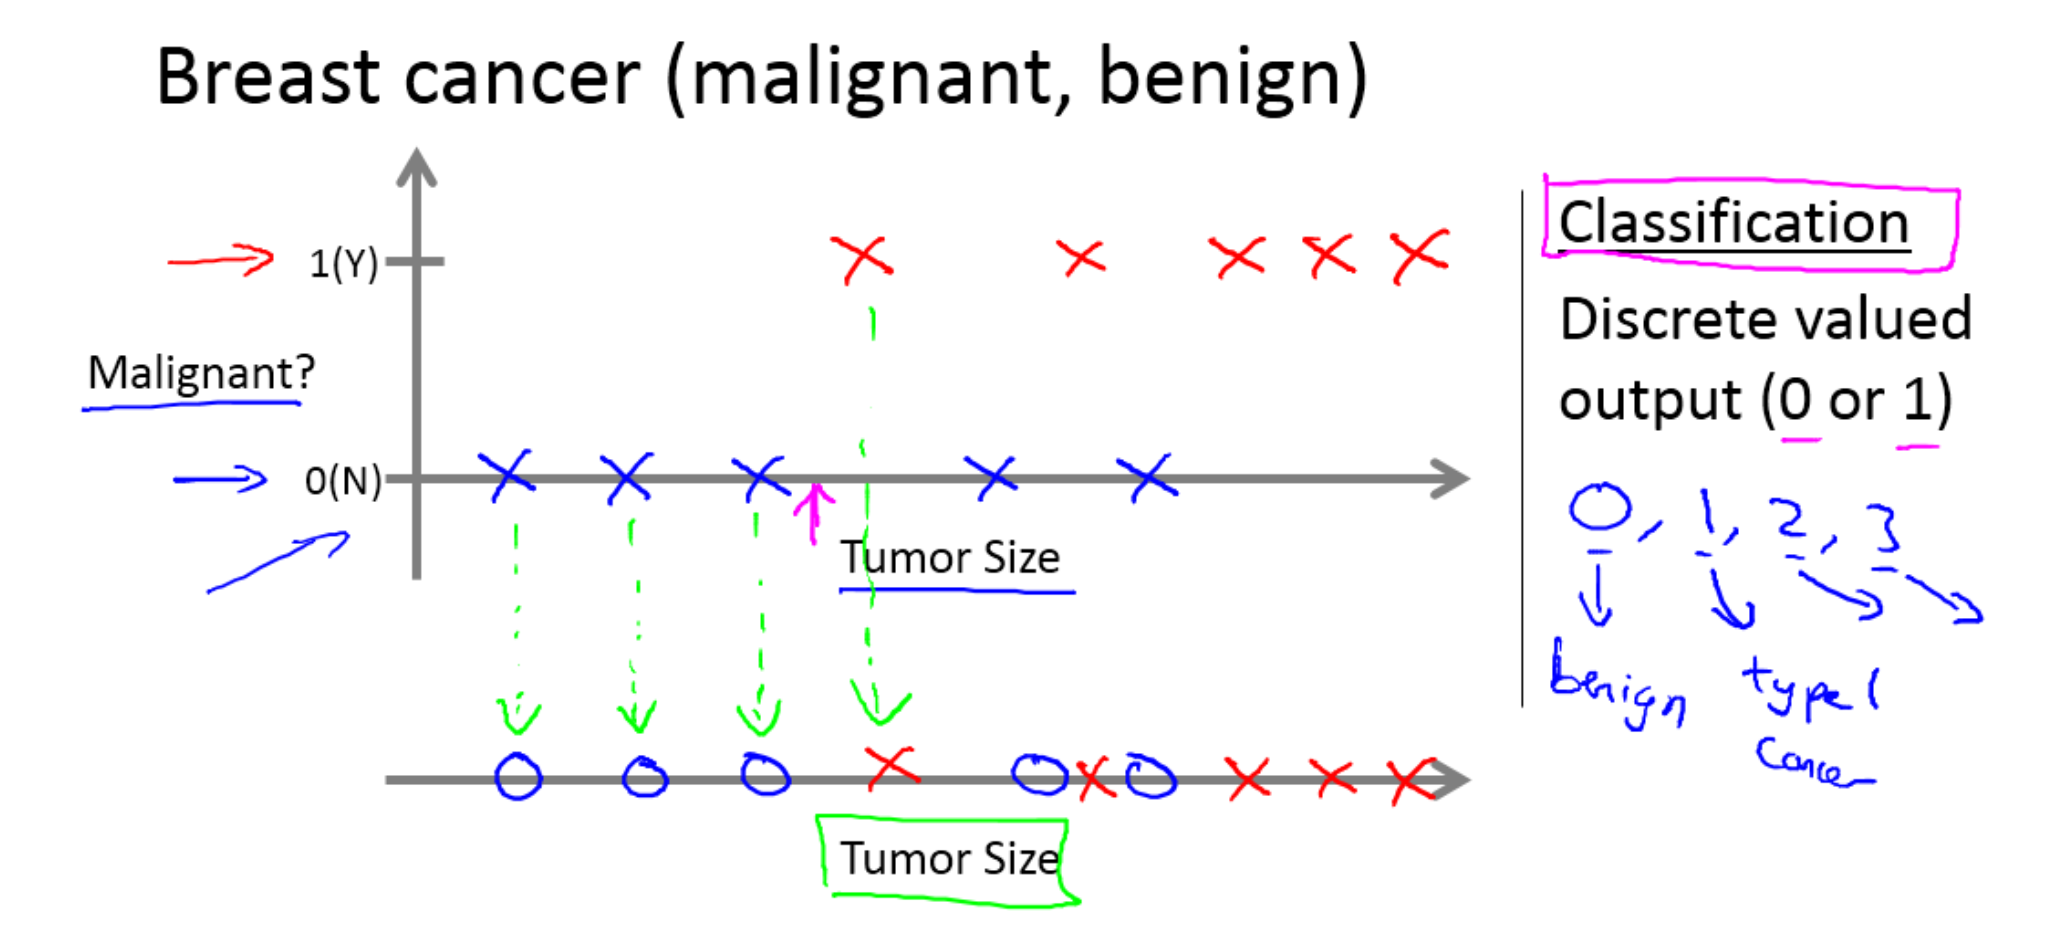 Breast cancer (malignant, benign)
1(Y)
Malignant?
0(N)
Tumor Size
Tumor Size
Classification
Discrete valued
output (0 or 1)
0, 1, 2, 3
benign
type 1
cancer